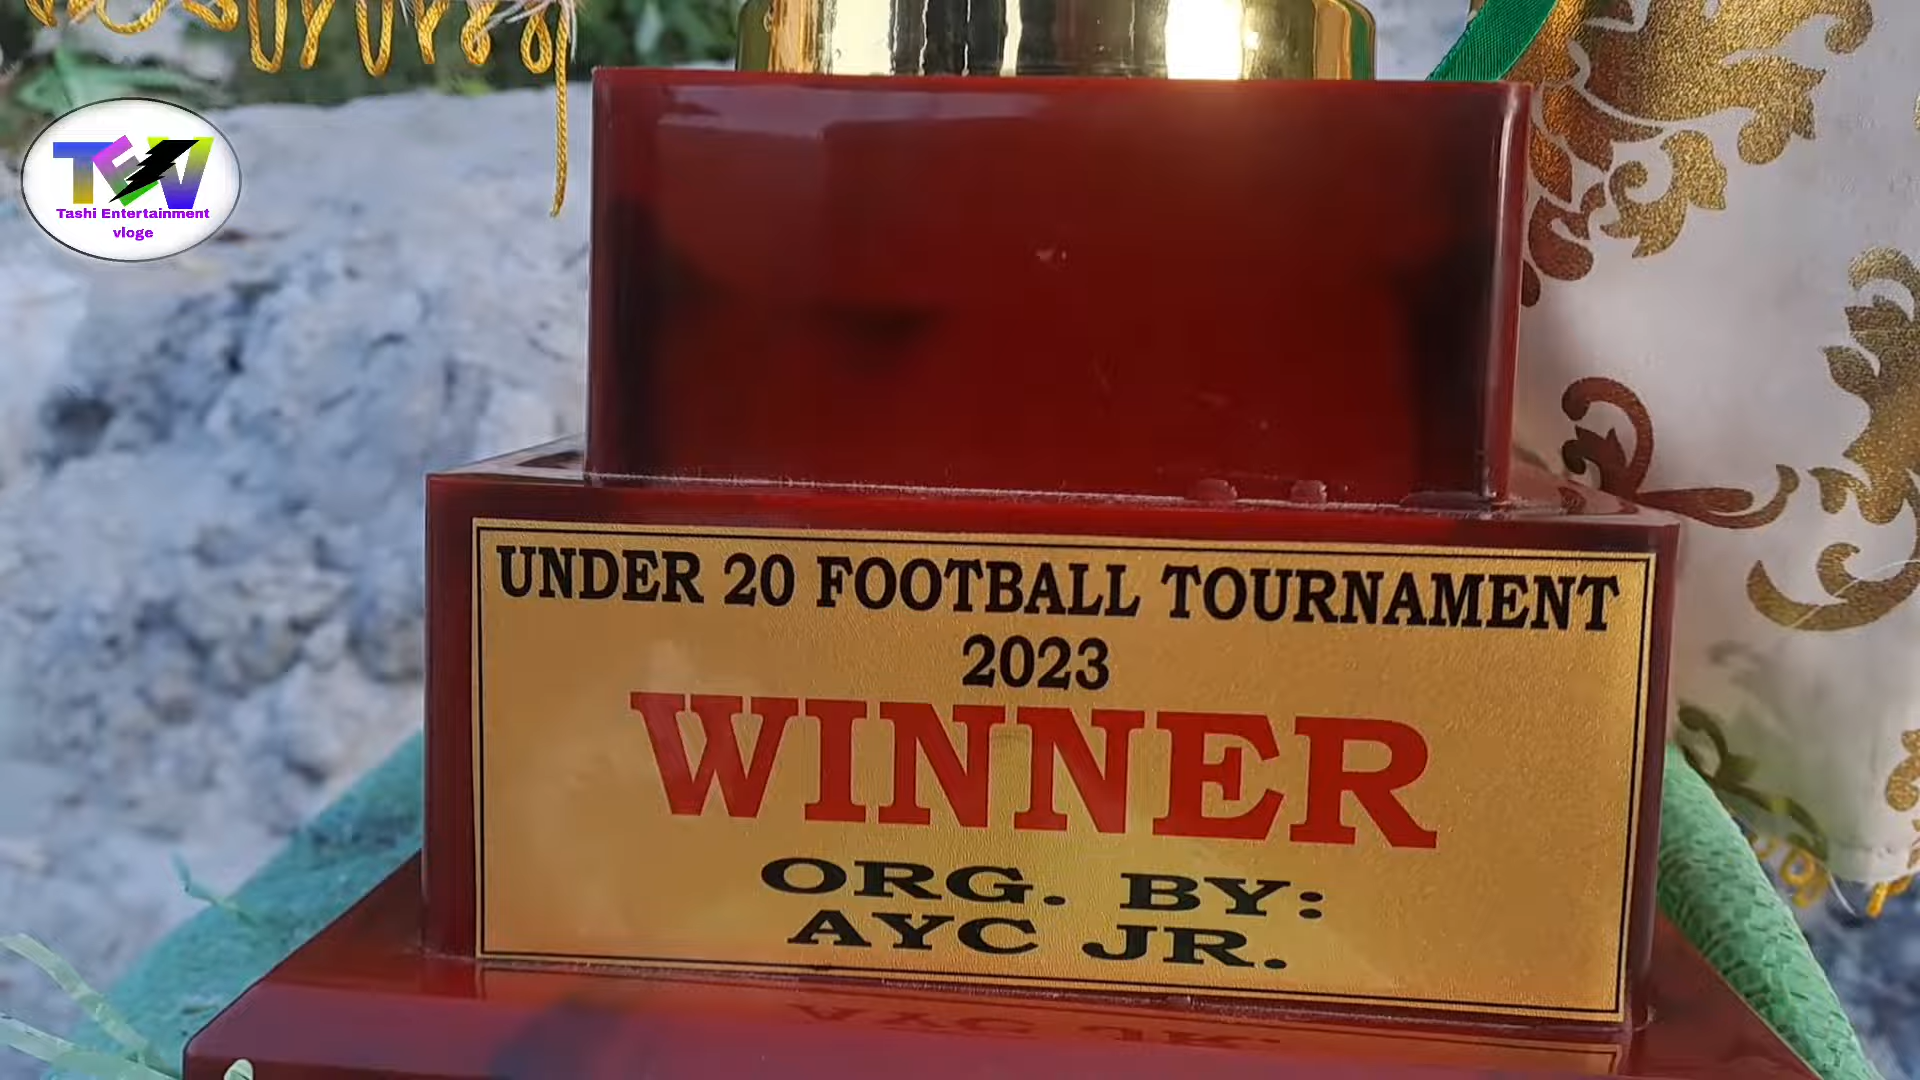 TEV
Tashi Entertainment
vloge
UNDER 20 FOOTBALL TOURNAMENT
2023
WINNER
ORG. BY:
AYC JR.